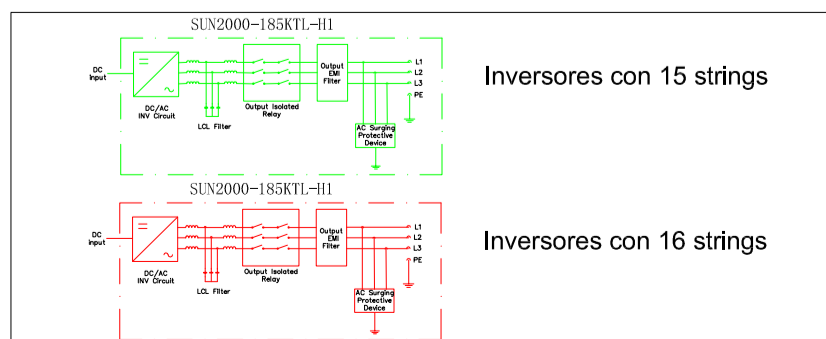 SUN2000-185KTL-H1
DC
Input
DC/AC
INV Circuit
LCL Filter
Output Isolated
Relay
Output
EMI
Filter
L1
L2
L3
PE
AC Surging
Protective
Device
Inversores con 15 strings
SUN2000-185KTL-H1
DC
input
DC/AC
INV Circuit
LCL Filter
Output Isolated
Relay
Output
EMI
Filter
L1
L2
L3
PE
AC Surging
Protective
Device
Inversores con 16 strings